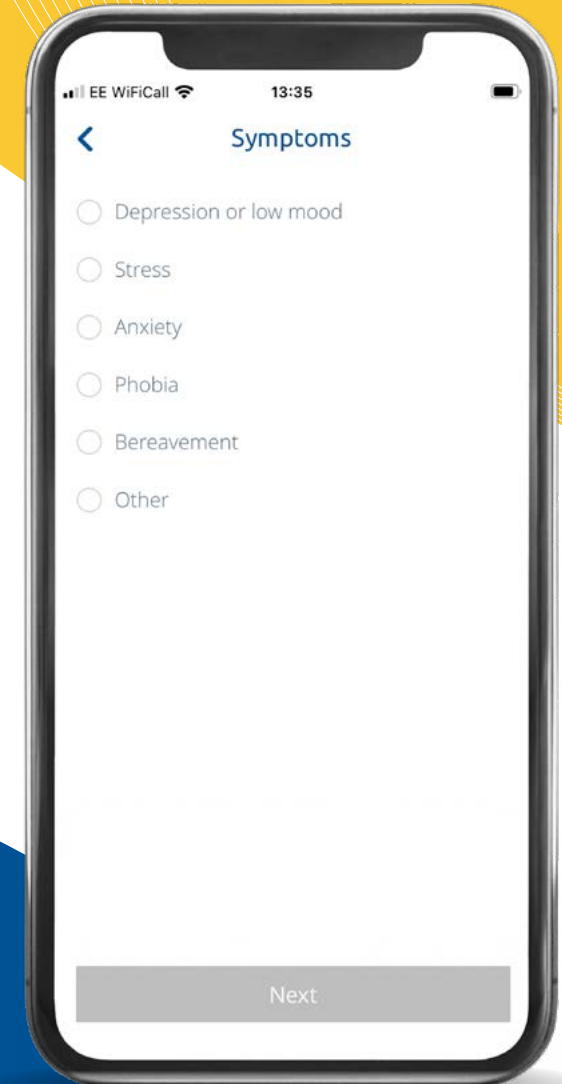 EE WiFiCall
13:35
Symptoms
Depression or low mood
Stress
Anxiety
Phobia
Bereavement
Other
Next